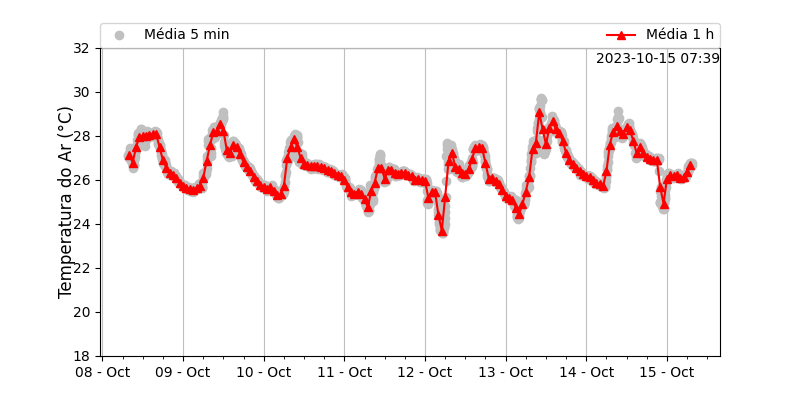 Média 5 min
Média 1 h
2023-10-15 07:39
Temperatura do Ar (°C)
32
30
28
26
24
22
20
18
08 - Oct
09 - Oct
10 - Oct
11 - Oct
12 - Oct
13 - Oct
14 - Oct
15 - Oct